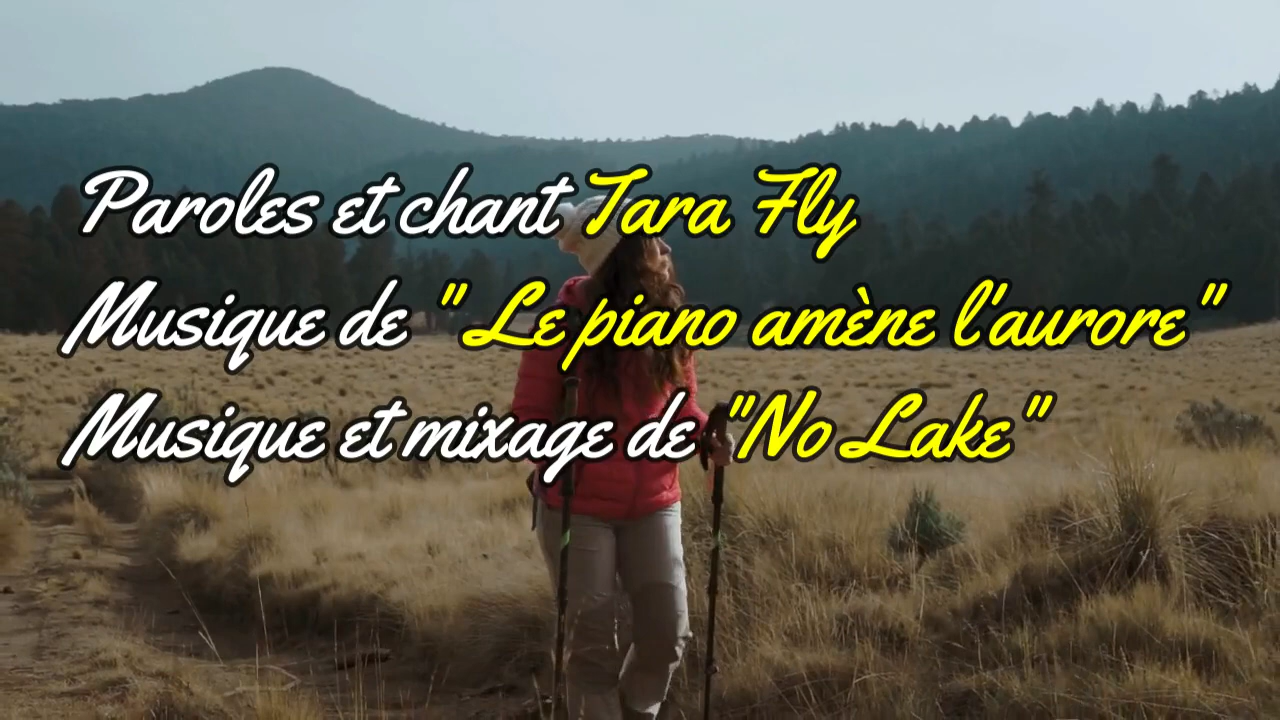 Paroles et chant Tara Fly
Musique de "Le piano amène l'aurore"
Musique et mixage de "No Lake"